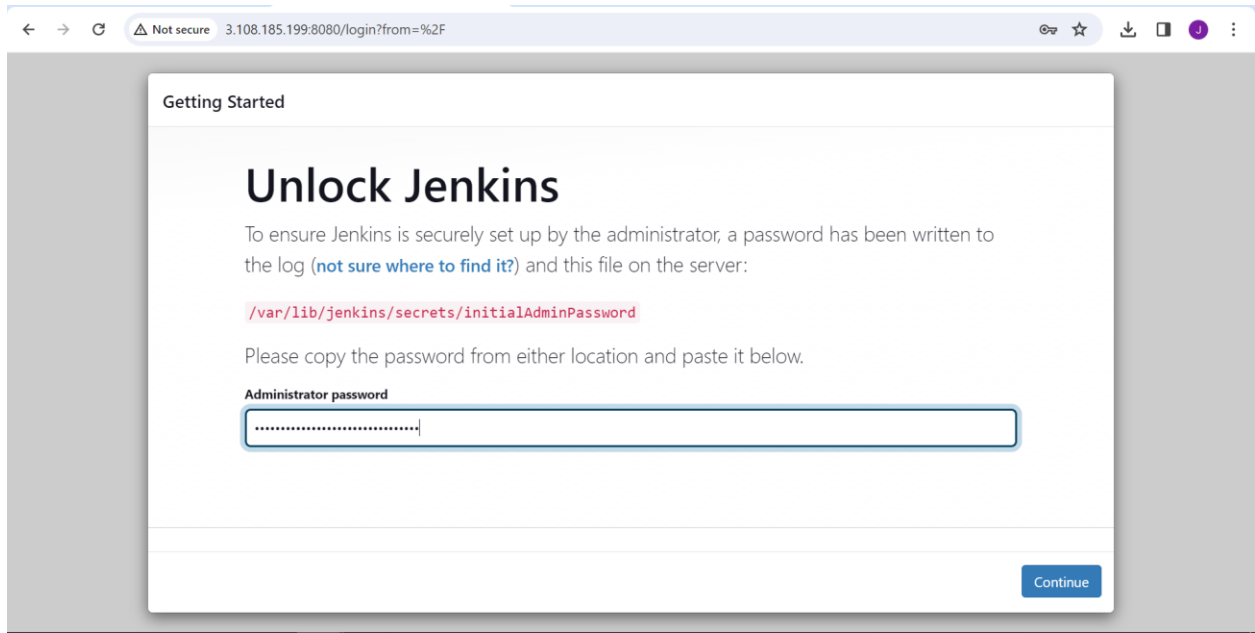 Not secure 3.108.185.199:8080/login?from=%2F
J
Getting Started
Unlock Jenkins
To ensure Jenkins is securely set up by the administrator, a password has been written to
the log (not sure where to find it?) and this file on the server:
/var/lib/jenkins/secrets/initialAdminPassword
Please copy the password from either location and paste it below.
Administrator password
••••••••••••••••••••••••••••••••
Continue